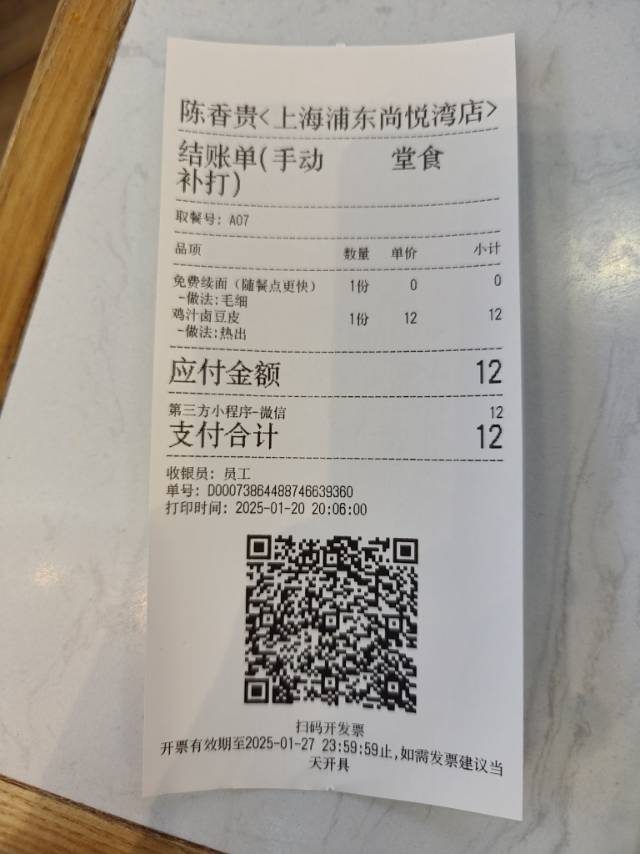 陈香贵<上海浦东尚悦湾店>
结账单(手动 堂食
补打)
取餐号: A07
品项 数量 单价 小计
免费续面（随餐点更快） 1份 0 0
-做法:毛细
鸡汁卤豆皮 1份 12 12
-做法:热出
应付金额 12
第三方小程序-微信 12
支付合计 12
收银员: 员工
单号: D00073864488746639360
打印时间: 2025-01-20 20:06:00
扫码开发票
开票有效期至2025-01-27 23:59:59止,如需发票建议当
天开具